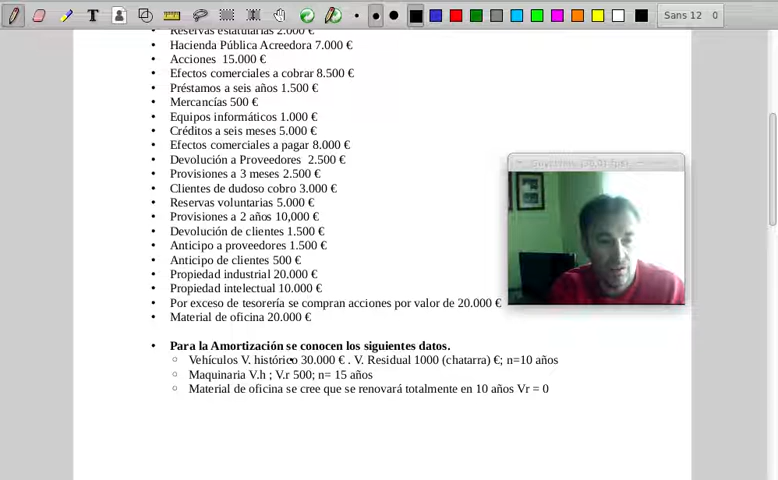 Sans 12 0
Reservas estatutarias 2.000 €
• Hacienda Pública Acreedora 7.000 €
• Acciones 15.000 €
• Efectos comerciales a cobrar 8.500 €
• Préstamos a seis años 1.500 €
• Mercancías 500 €
• Equipos informáticos 1.000 €
• Créditos a seis meses 5.000 €
• Efectos comerciales a pagar 8.000 €
• Devolución a Proveedores 2.500 €
• Provisiones a 3 meses 2.500 €
• Clientes de dudoso cobro 3.000 €
• Reservas voluntarias 5.000 €
• Provisiones a 2 años 10,000 €
• Devolución de clientes 1.500 €
• Anticipo a proveedores 1.500 €
• Anticipo de clientes 500 €
• Propiedad industrial 20.000 €
• Propiedad intelectual 10.000 €
• Por exceso de tesorería se compran acciones por valor de 20.000 €
• Material de oficina 20.000 €
• Para la Amortización se conocen los siguientes datos.
○ Vehículos V. histórico 30.000 € . V. Residual 1000 (chatarra) €; n=10 años
○ Maquinaria V.h ; V.r 500; n= 15 años
○ Material de oficina se cree que se renovará totalmente en 10 años Vr = 0